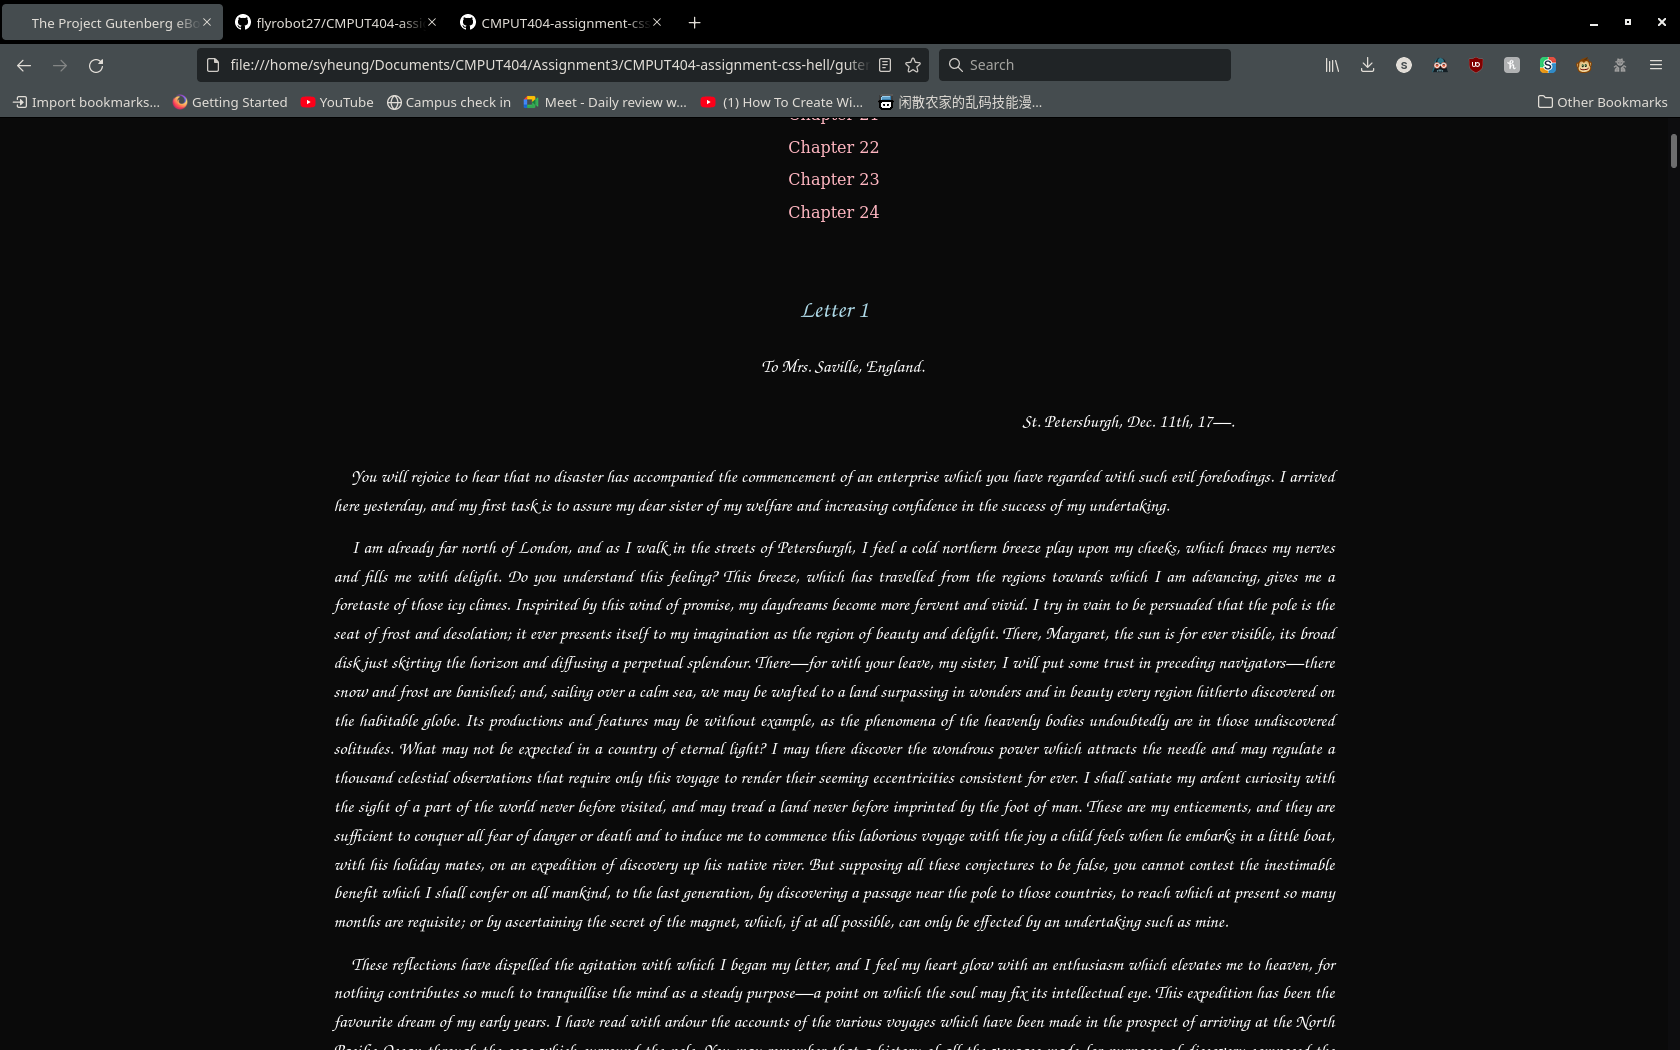 The Project Gutenberg eBo
flyrobot27/CMPUT404-assi
CMPUT404-assignment-css
file:///home/syheung/Documents/CMPUT404/Assignment3/CMPUT404-assignment-css-hell/guter
Search
Import bookmarks...
Getting Started
YouTube
Campus check in
Meet - Daily review w...
(1) How To Create Wi...
闲散农家的乱码技能漫...
Other Bookmarks
Chapter 21
Chapter 22
Chapter 23
Chapter 24
Letter 1
To Mrs. Saville, England.
St. Petersburgh, Dec. 11th, 17—.
You will rejoice to hear that no disaster has accompanied the commencement of an enterprise which you have regarded with such evil forebodings. I arrived
here yesterday, and my first task is to assure my dear sister of my welfare and increasing confidence in the success of my undertaking.
I am already far north of London, and as I walk in the streets of Petersburgh, I feel a cold northern breeze play upon my cheeks, which braces my nerves
and fills me with delight. Do you understand this feeling? This breeze, which has travelled from the regions towards which I am advancing, gives me a
foretaste of those icy climes. Inspirited by this wind of promise, my daydreams become more fervent and vivid. I try in vain to be persuaded that the pole is the
seat of frost and desolation; it ever presents itself to my imagination as the region of beauty and delight. There, Margaret, the sun is for ever visible, its broad
disk just skirting the horizon and diffusing a perpetual splendour. There—for with your leave, my sister, I will put some trust in preceding navigators—there
snow and frost are banished; and, sailing over a calm sea, we may be wafted to a land surpassing in wonders and in beauty every region hitherto discovered on
the habitable globe. Its productions and features may be without example, as the phenomena of the heavenly bodies undoubtedly are in those undiscovered
solitudes. What may not be expected in a country of eternal light? I may there discover the wondrous power which attracts the needle and may regulate a
thousand celestial observations that require only this voyage to render their seeming eccentricities consistent for ever. I shall satiate my ardent curiosity with
the sight of a part of the world never before visited, and may tread a land never before imprinted by the foot of man. These are my enticements, and they are
sufficient to conquer all fear of danger or death and to induce me to commence this laborious voyage with the joy a child feels when he embarks in a little boat,
with his holiday mates, on an expedition of discovery up his native river. But supposing all these conjectures to be false, you cannot contest the inestimable
benefit which I shall confer on all mankind, to the last generation, by discovering a passage near the pole to those countries, to reach which at present so many
months are requisite; or by ascertaining the secret of the magnet, which, if at all possible, can only be effected by an undertaking such as mine.
These reflections have dispelled the agitation with which I began my letter, and I feel my heart glow with an enthusiasm which elevates me to heaven, for
nothing contributes so much to tranquillise the mind as a steady purpose—a point on which the soul may fix its intellectual eye. This expedition has been the
favourite dream of my early years. I have read with ardour the accounts of the various voyages which have been made in the prospect of arriving at the North
Pacific Ocean through the seas which surround the pole. You may remember that a history of all the voyages made for purposes of discovery composed the